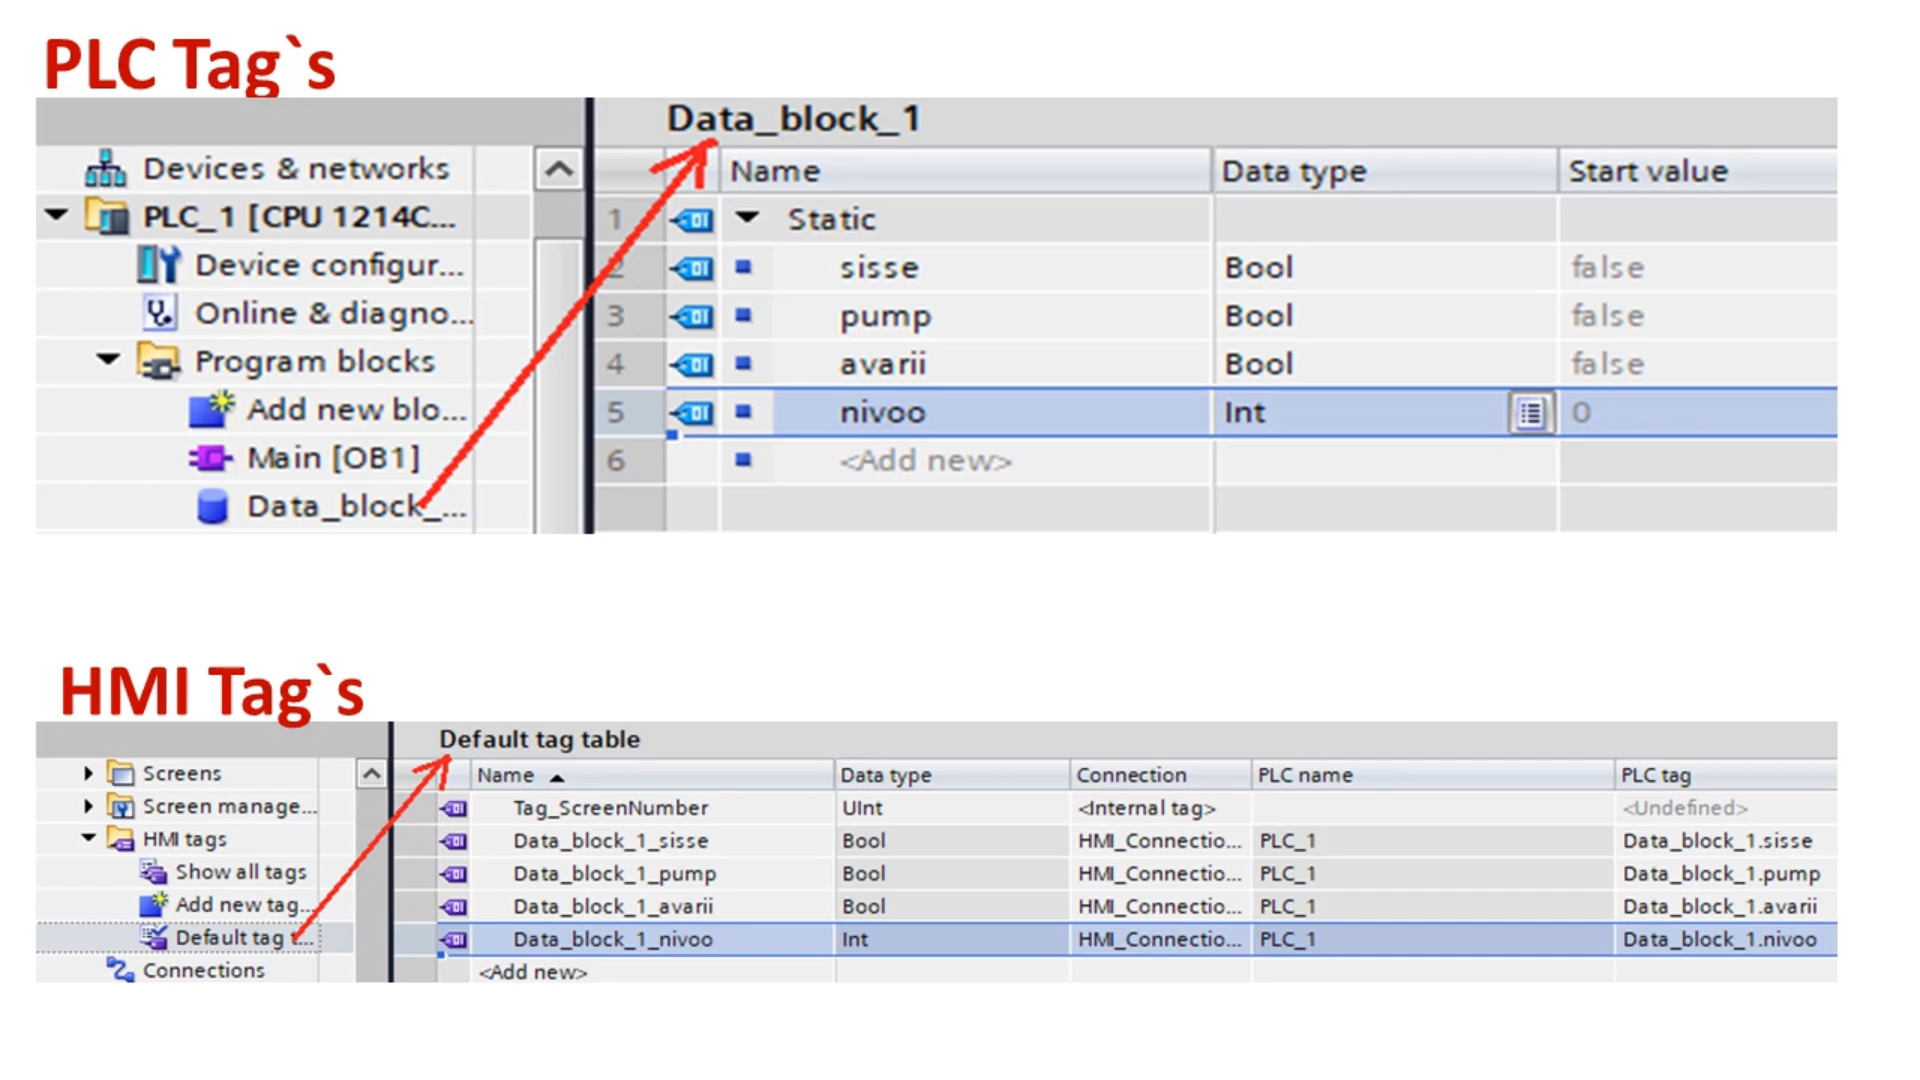 PLC Tag`s
Data_block_1
Devices & networks
PLC_1 [CPU 1214C...
Device configur...
Online & diagno...
Program blocks
Add new blo...
Main [OB1]
Data_block_...
Name Data type Start value
1 Static
2 sisse Bool false
3 pump Bool false
4 avarii Bool false
5 nivoo Int 0
6 <Add new>
HMI Tag`s
Default tag table
Screens
Screen manage...
HMI tags
Show all tags
Add new tag...
Default tag t...
Connections
Name Data type Connection PLC name PLC tag
Tag_ScreenNumber UInt <Internal tag> <Undefined>
Data_block_1_sisse Bool HMI_Connectio... PLC_1 Data_block_1.sisse
Data_block_1_pump Bool HMI_Connectio... PLC_1 Data_block_1.pump
Data_block_1_avarii Bool HMI_Connectio... PLC_1 Data_block_1.avarii
Data_block_1_nivoo Int HMI_Connectio... PLC_1 Data_block_1.nivoo
<Add new>